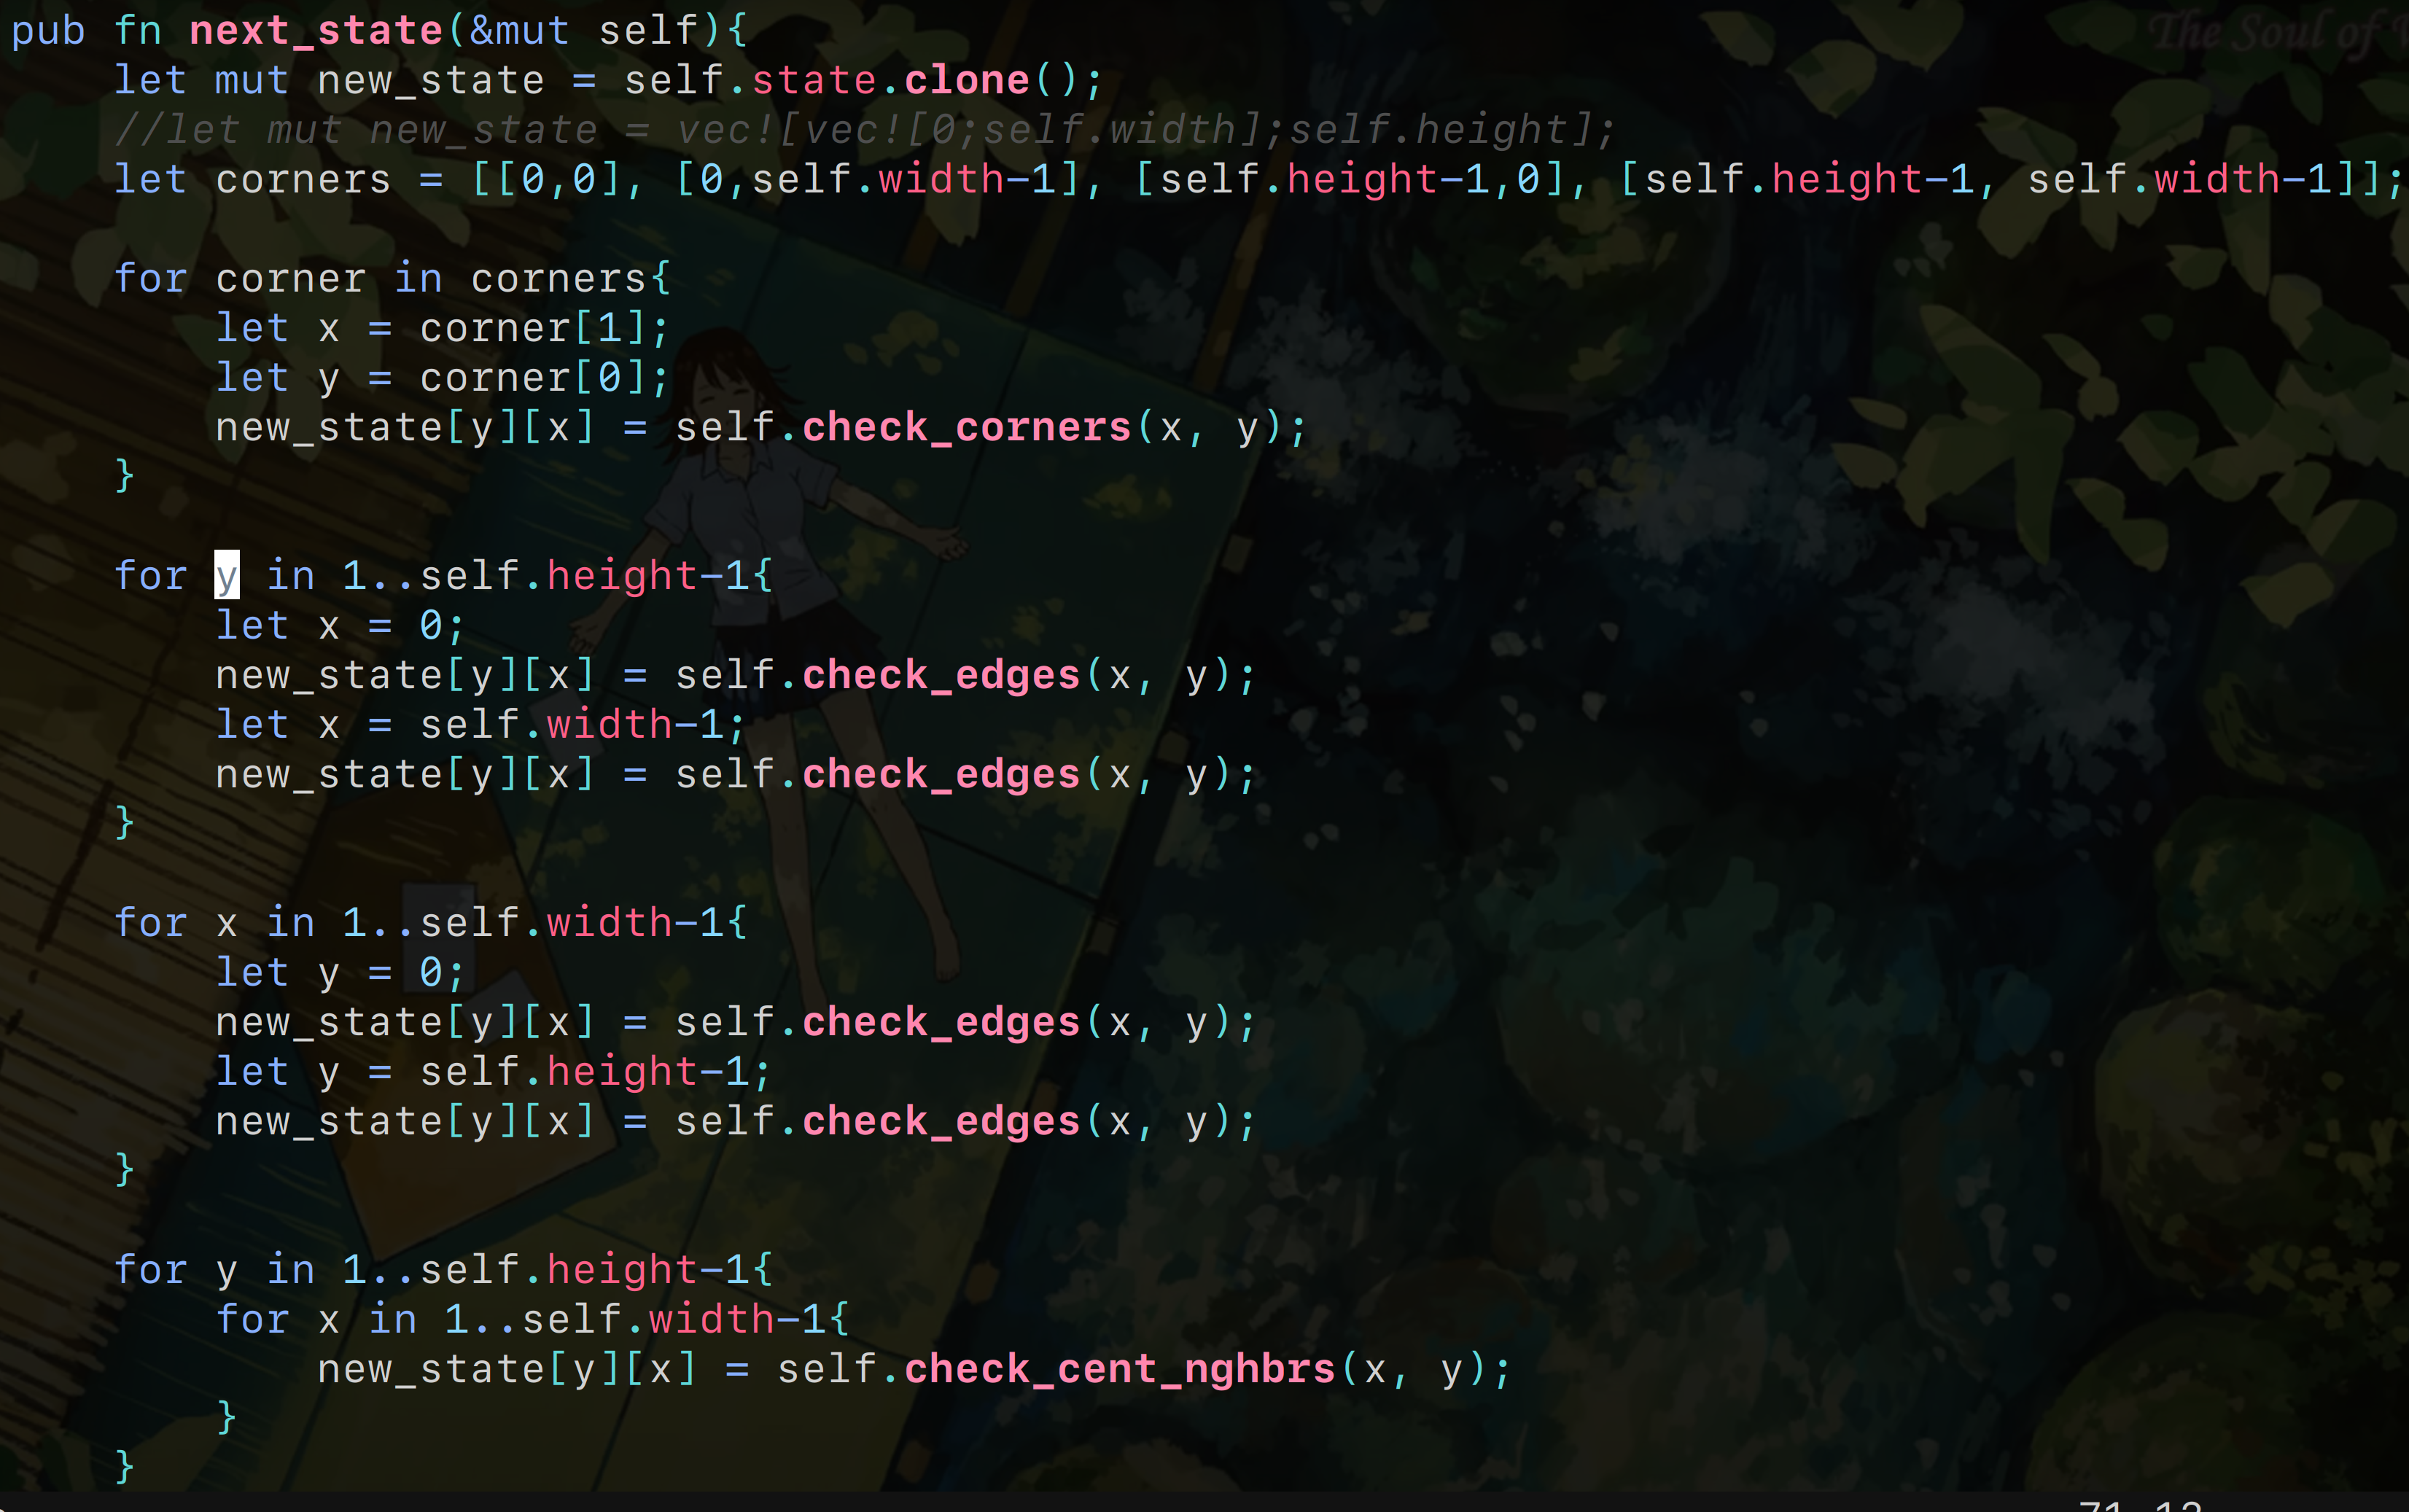 The Soul of
pub fn next_state(&mut self){
    let mut new_state = self.state.clone();
    //let mut new_state = vec![vec![0;self.width];self.height];
    let corners = [[0,0], [0,self.width-1], [self.height-1,0], [self.height-1, self.width-1]];
    for corner in corners{
        let x = corner[1];
        let y = corner[0];
        new_state[y][x] = self.check_corners(x, y);
    }
    for y in 1..self.height-1{
        let x = 0;
        new_state[y][x] = self.check_edges(x, y);
        let x = self.width-1;
        new_state[y][x] = self.check_edges(x, y);
    }
    for x in 1..self.width-1{
        let y = 0;
        new_state[y][x] = self.check_edges(x, y);
        let y = self.height-1;
        new_state[y][x] = self.check_edges(x, y);
    }
    for y in 1..self.height-1{
        for x in 1..self.width-1{
            new_state[y][x] = self.check_cent_nghbrs(x, y);
        }
    }